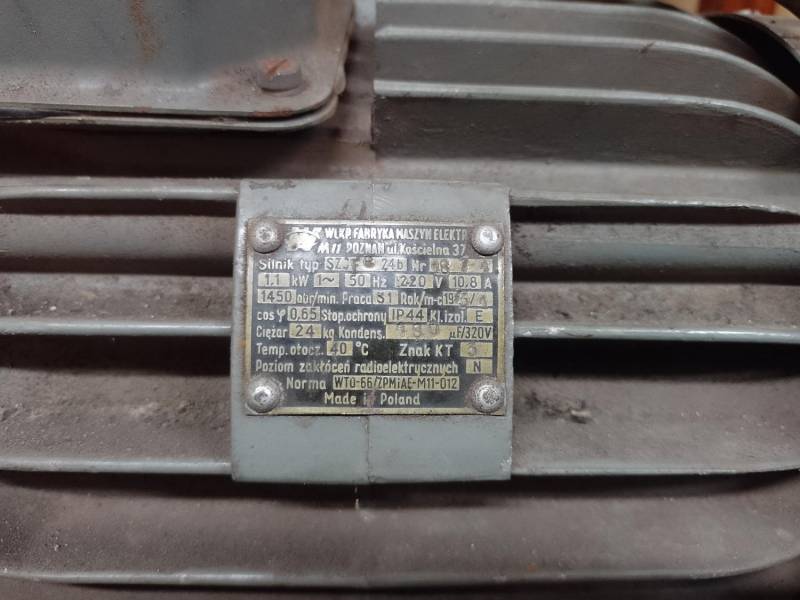 WLKP. FABRYKA MASZYN ELEKTR
M11 POZNAŃ ul. Kościelna 37
Silnik typ 24b Nr
1,1 kW 1~ 50 Hz 220 V 10,8 A
1450 obr/min. Praca S1 Rok/m-c
cos φ 0,65 Stop. ochrony IP44 Kl. izol. E
Ciężar 24 kg Kondens. μF/320V
Temp. otocz. 40 °C Znak KT 3
Poziom zakłóceń radioelektrycznych N
Norma WTO-66/ZPMiAE-M11-012
Made in Poland